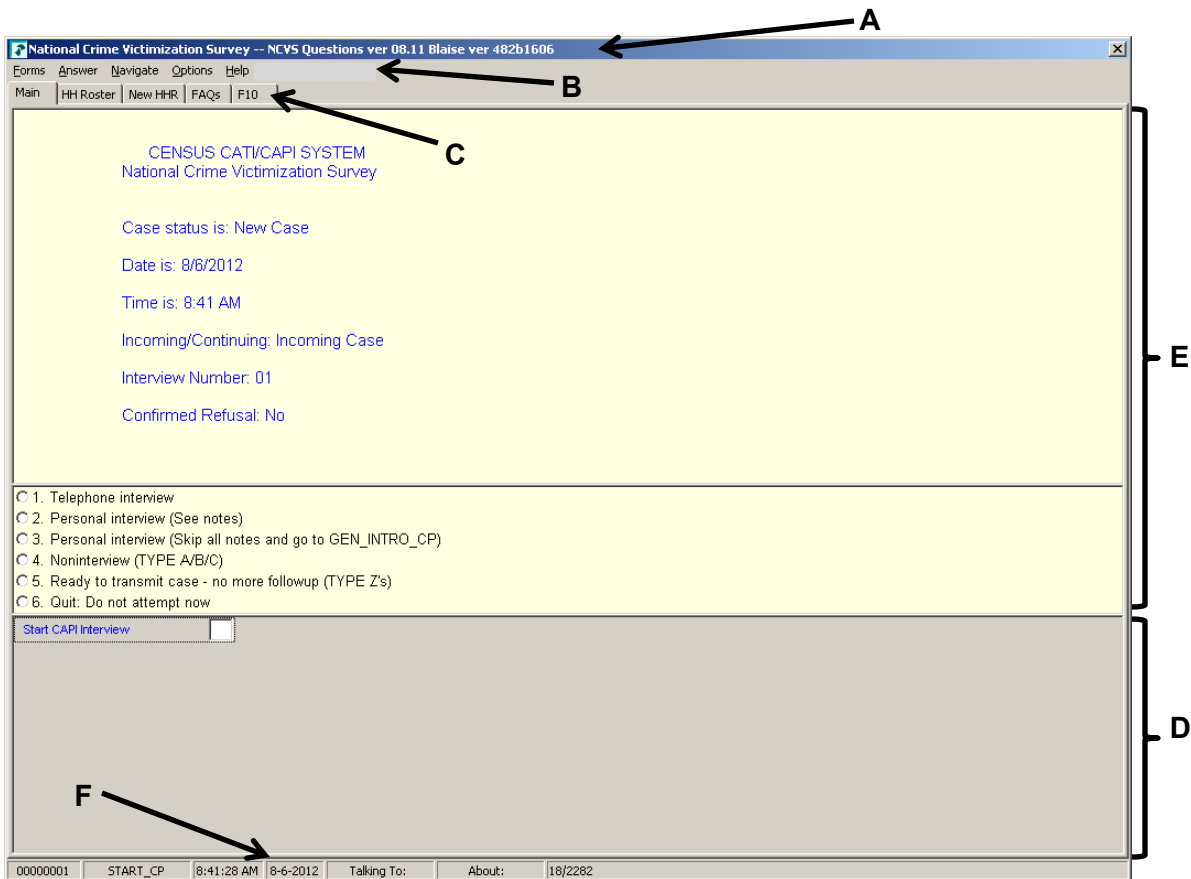 A
National Crime Victimization Survey -- NCVS Questions ver 08.11 Blaise ver 482b1606
Forms Answer Navigate Options Help
B
Main HH Roster New HHR FAQs F10
C
CENSUS CATI/CAPI SYSTEM
National Crime Victimization Survey
Case status is: New Case
Date is: 8/6/2012
Time is: 8:41 AM
Incoming/Continuing: Incoming Case
E
Interview Number: 01
Confirmed Refusal: No
1. Telephone interview
2. Personal interview (See notes)
3. Personal interview (Skip all notes and go to GEN_INTRO_CP)
4. Noninterview (TYPE A/B/C)
5. Ready to transmit case - no more followup (TYPE Z's)
6. Quit: Do not attempt now
Start CAPI Interview
D
F
00000001 START_CP 8:41:28 AM 8-6-2012 Talking To: About: 18/2282